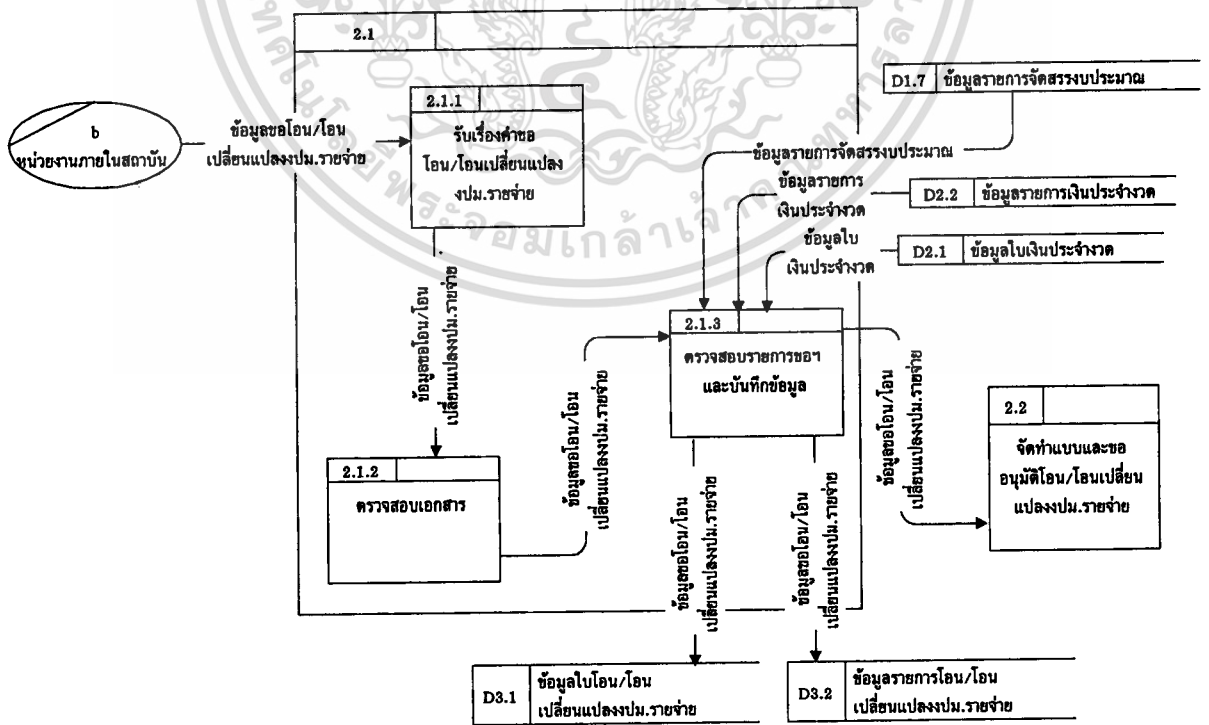 2.1
D1.7 ข้อมูลรายการจัดสรรงบประมาณ
b
หน่วยงานภายในสถาบัน
ข้อมูลขอโอน/โอน
เปลี่ยนแปลงงปม.รายจ่าย
2.1.1
รับเรื่องคำขอ
โอน/โอนเปลี่ยนแปลง
งปม.รายจ่าย
ข้อมูลรายการจัดสรรงบประมาณ
ข้อมูลรายการ
เงินประจำงวด
D2.2 ข้อมูลรายการเงินประจำงวด
ข้อมูลใบ
เงินประจำงวด
D2.1 ข้อมูลใบเงินประจำงวด
พระจอมเกล้าเจ้า
ข้อมูลขอโอน/โอน
เปลี่ยนแปลงงปม.รายจ่าย
2.1.3
ตรวจสอบรายการขอฯ
และบันทึกข้อมูล
2.1.2
ตรวจสอบเอกสาร
ข้อมูลขอโอน/โอน
เปลี่ยนแปลงงปม.รายจ่าย
ข้อมูลขอโอน/โอน
เปลี่ยนแปลงงปม.รายจ่าย
2.2
จัดทำแบบและขอ
อนุมัติโอน/โอนเปลี่ยน
แปลงงปม.รายจ่าย
ข้อมูลขอโอน/โอน
เปลี่ยนแปลงงปม.รายจ่าย
ข้อมูลขอโอน/โอน
เปลี่ยนแปลงงปม.รายจ่าย
D3.1 ข้อมูลใบโอน/โอน
เปลี่ยนแปลงงปม.รายจ่าย
D3.2 ข้อมูลรายการโอน/โอน
เปลี่ยนแปลงงปม.รายจ่าย